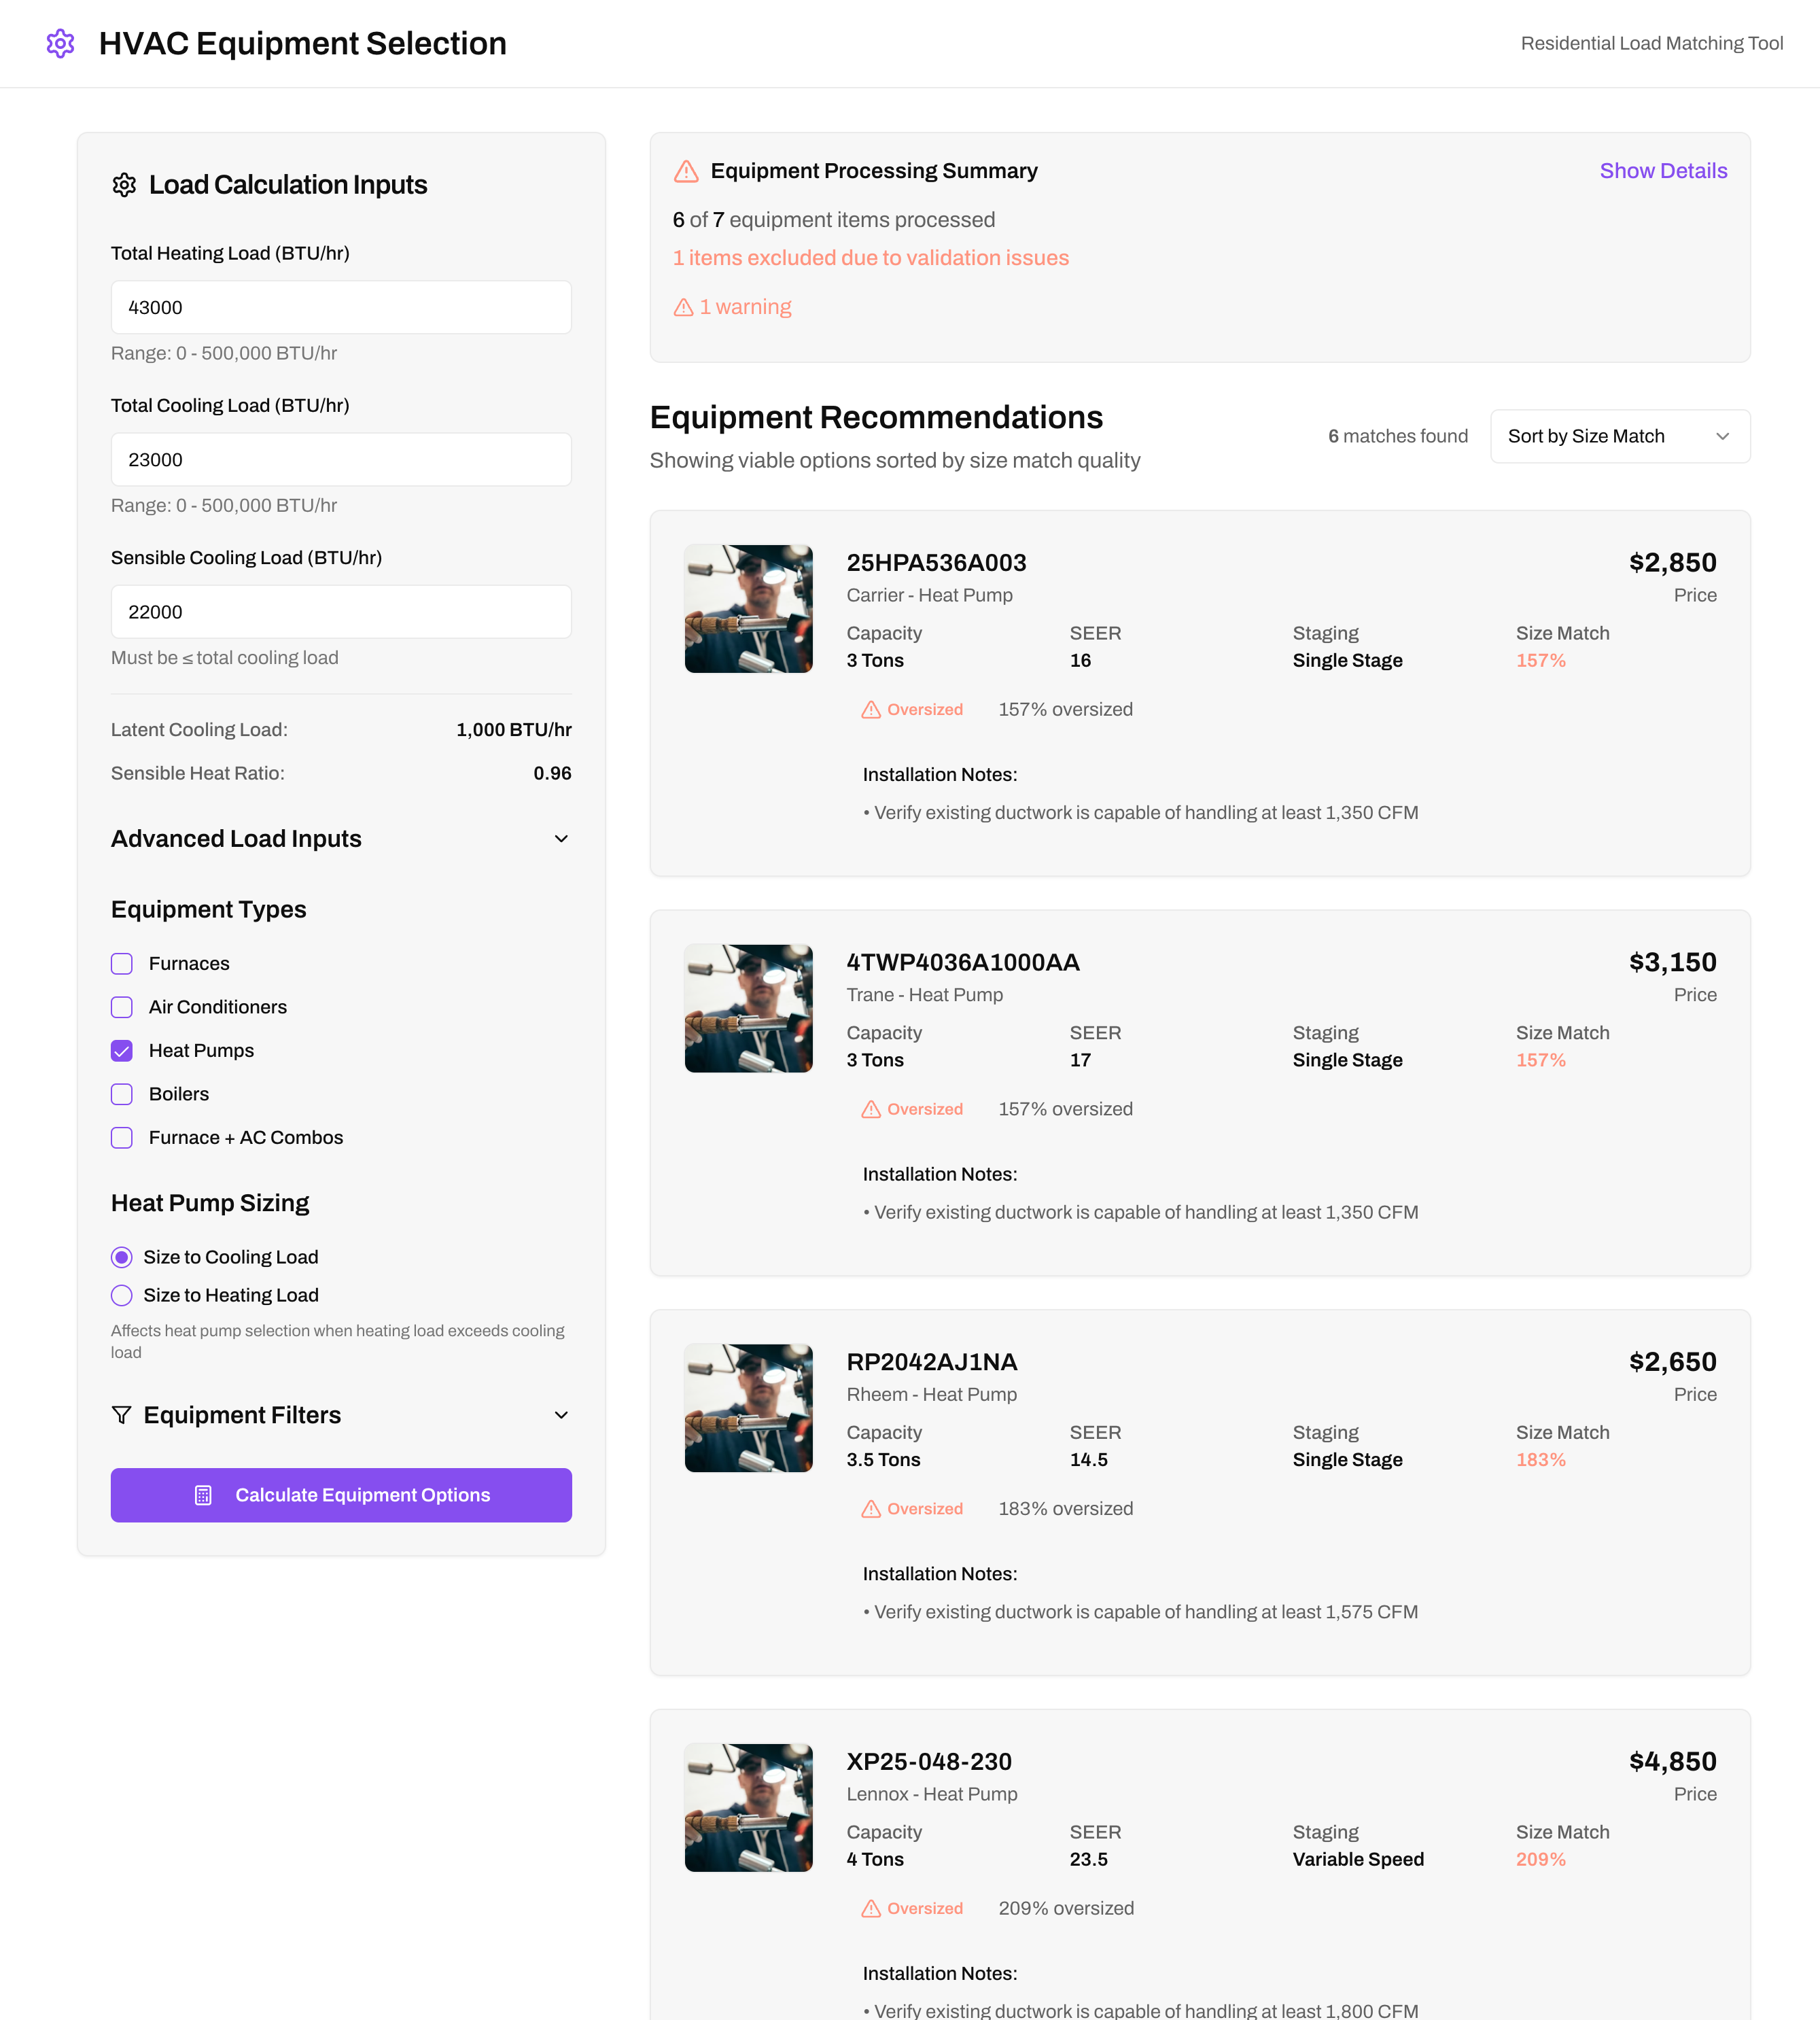 HVAC Equipment Selection
Residential Load Matching Tool
Load Calculation Inputs
Total Heating Load (BTU/hr)
43000
Range: 0 - 500,000 BTU/hr
Total Cooling Load (BTU/hr)
23000
Range: 0 - 500,000 BTU/hr
Sensible Cooling Load (BTU/hr)
22000
Must be ≤ total cooling load
Latent Cooling Load: 1,000 BTU/hr
Sensible Heat Ratio: 0.96
Advanced Load Inputs
Equipment Types
Furnaces
Air Conditioners
Heat Pumps
Boilers
Furnace + AC Combos
Heat Pump Sizing
Size to Cooling Load
Size to Heating Load
Affects heat pump selection when heating load exceeds cooling
load
Equipment Filters
Calculate Equipment Options
Equipment Processing Summary
Show Details
6 of 7 equipment items processed
1 items excluded due to validation issues
1 warning
Equipment Recommendations
Showing viable options sorted by size match quality
6 matches found
Sort by Size Match
25HPA536A003
$2,850
Carrier - Heat Pump
Price
Capacity SEER Staging Size Match
3 Tons 16 Single Stage 157%
Oversized 157% oversized
Installation Notes:
• Verify existing ductwork is capable of handling at least 1,350 CFM
4TWP4036A1000AA
$3,150
Trane - Heat Pump
Price
Capacity SEER Staging Size Match
3 Tons 17 Single Stage 157%
Oversized 157% oversized
Installation Notes:
• Verify existing ductwork is capable of handling at least 1,350 CFM
RP2042AJ1NA
$2,650
Rheem - Heat Pump
Price
Capacity SEER Staging Size Match
3.5 Tons 14.5 Single Stage 183%
Oversized 183% oversized
Installation Notes:
• Verify existing ductwork is capable of handling at least 1,575 CFM
XP25-048-230
$4,850
Lennox - Heat Pump
Price
Capacity SEER Staging Size Match
4 Tons 23.5 Variable Speed 209%
Oversized 209% oversized
Installation Notes:
• Verify existing ductwork is capable of handling at least 1,800 CFM